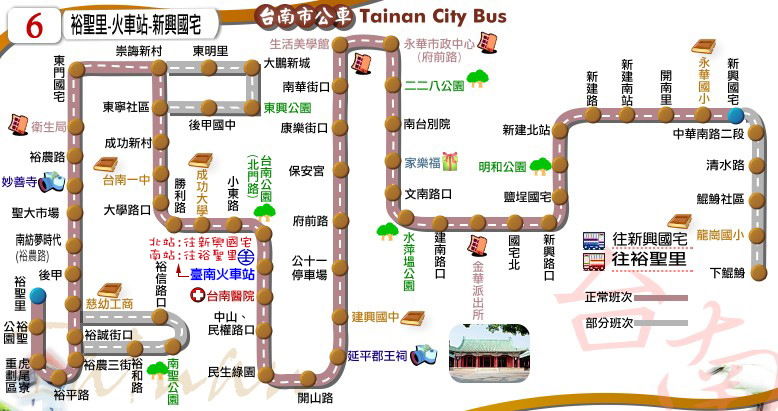 6
裕聖里-火車站-新興國宅
台南市公車 Tainan City Bus
崇誨新村
東明里
東門國宅
大鵬新城
東寧社區
後甲國中
東興公園
衛生局
裕農路
成功新村
妙善寺
台南一中
聖大市場
大學路口
勝利路
成功大學
小東路
台南公園
(北門路)
南紡夢時代
(裕農路)
後甲
北站:往新興國宅
南站:往裕聖里
臺南火車站
台南醫院
裕聖里
慈幼工商
裕信路口
裕聖公園
裕誠街口
虎尾寮重劃區
裕農三街
裕和路
南聖公園
裕平路
中山、
民權路口
民生綠園
開山路
延平郡王祠
建興國中
公十一
停車場
府前路
保安宮
康樂街口
南華街口
生活美學館
永華市政中心
(府前路)
二二八公園
南台別院
家樂福
文南路口
水萍塭公園
建南路口
金華派出所
國宅北
新興路口
鹽埕國宅
明和公園
新建北站
新建路
新建南站
開南里
永華國小
新興國宅
中華南路二段
清水路
鯤鯓社區
龍崗國小
下鯤鯓
往新興國宅
往裕聖里
正常班次
部分班次
台南